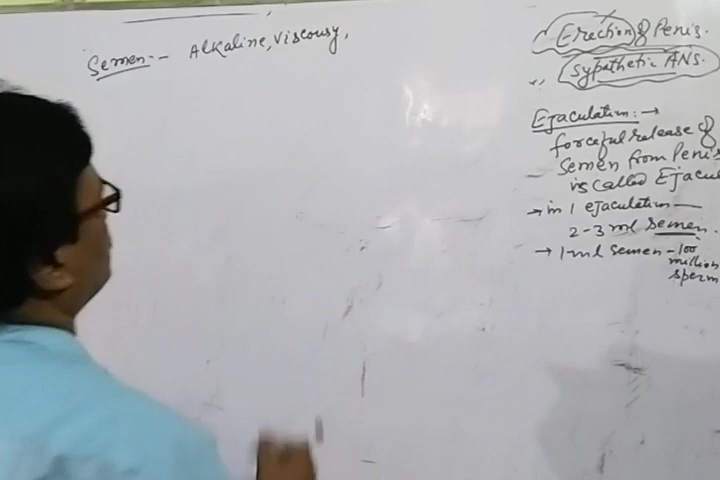 Semen:- Alkaline, Viscousy,
Erection of Penis.
Sypathetic ANS.
Ejaculation:→
forceful release of
Semen from Penis
is called Ejacul
→ in 1 ejaculation—
2-3 ml semen.
→ 1 ml semen - 100
million
sperm